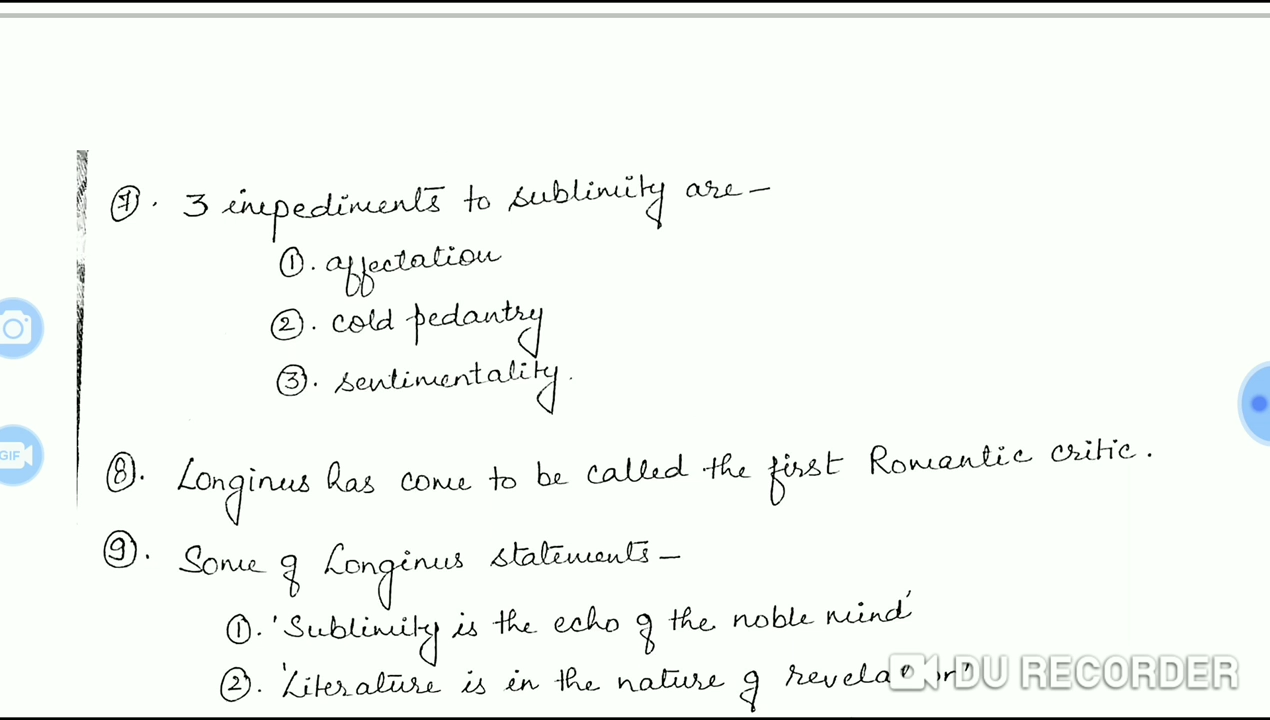 7. 3 impediments to sublimity are –
1. affectation
2. cold pedantry
3. sentimentality.
8. Longinus has come to be called the first Romantic critic.
9. Some of Longinus statements –
1. 'Sublimity is the echo of the noble mind'
2. 'Literature is in the nature of revelation'
GIF
DU RECORDER